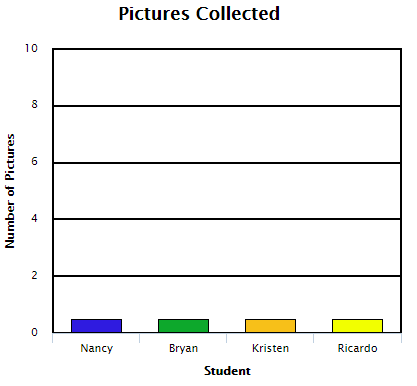 Pictures Collected
Number of Pictures
10
8
6
4
2
0
Nancy Bryan Kristen Ricardo
Student